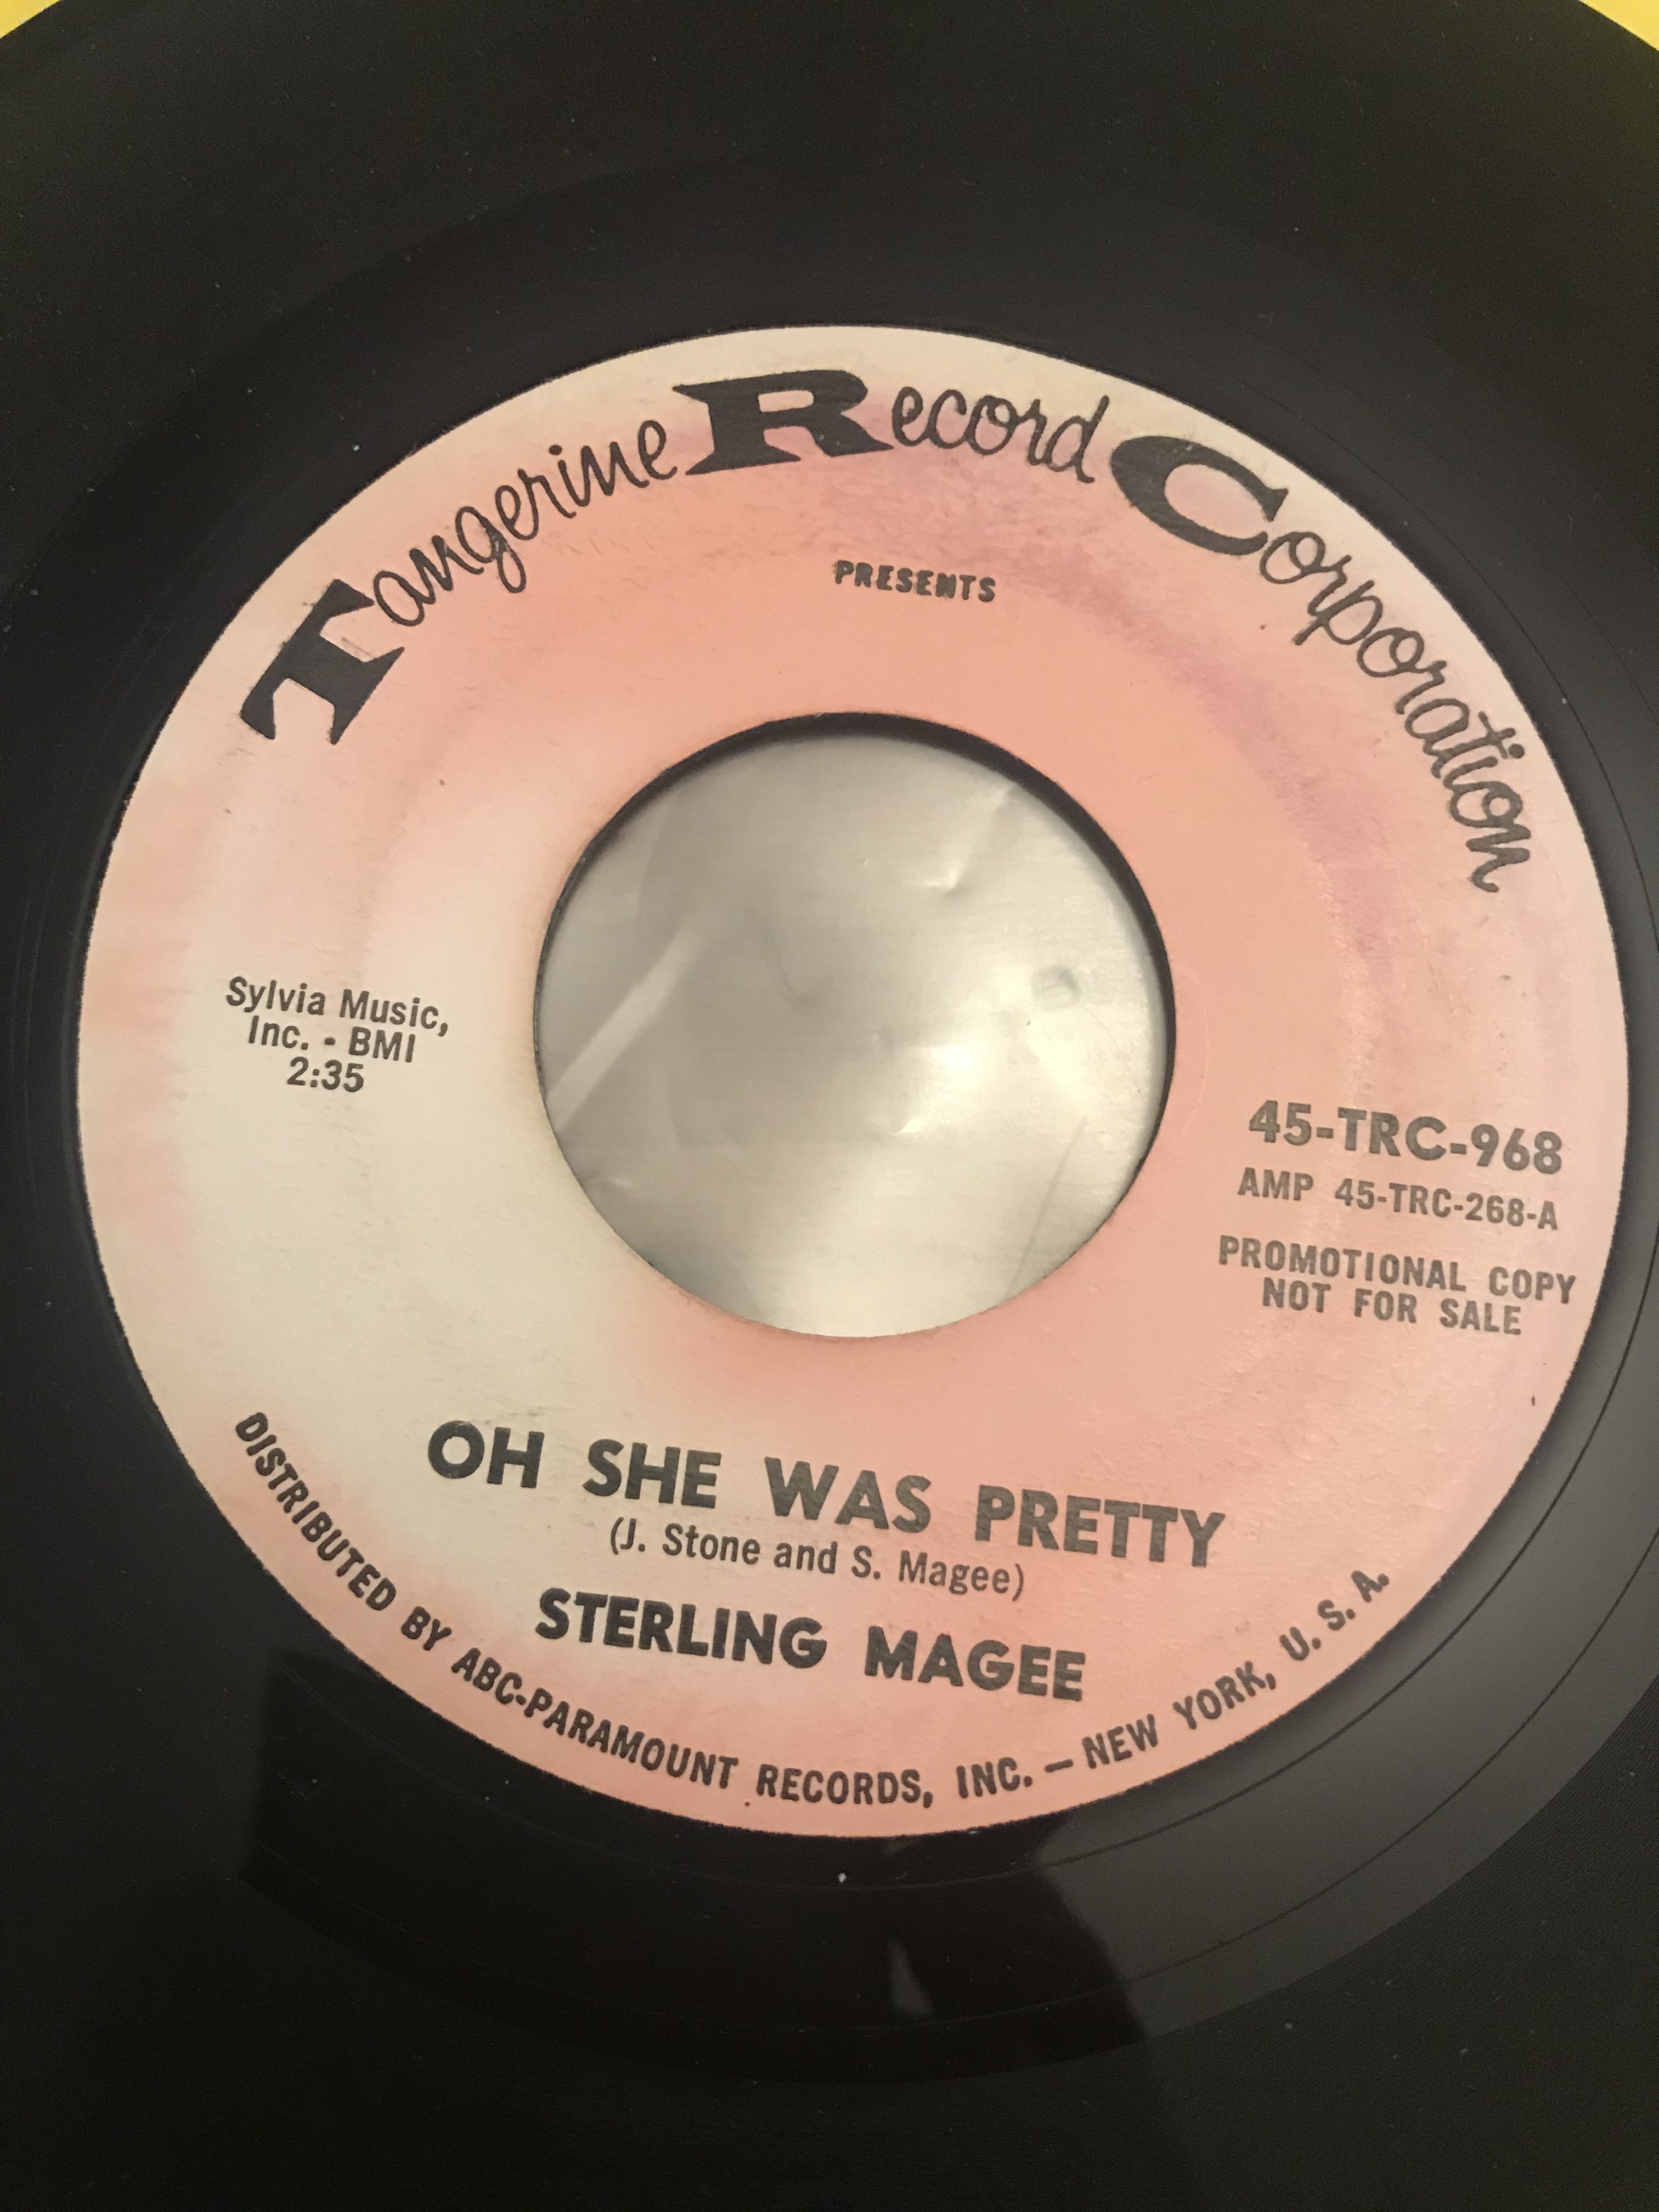 Tangerine Record Corporation
PRESENTS
Sylvia Music,
Inc. - BMI
2:35
45-TRC-968
AMP 45-TRC-268-A
PROMOTIONAL COPY
NOT FOR SALE
OH SHE WAS PRETTY
(J. Stone and S. Magee)
STERLING MAGEE
DISTRIBUTED BY ABC-PARAMOUNT RECORDS, INC. — NEW YORK, U. S. A.